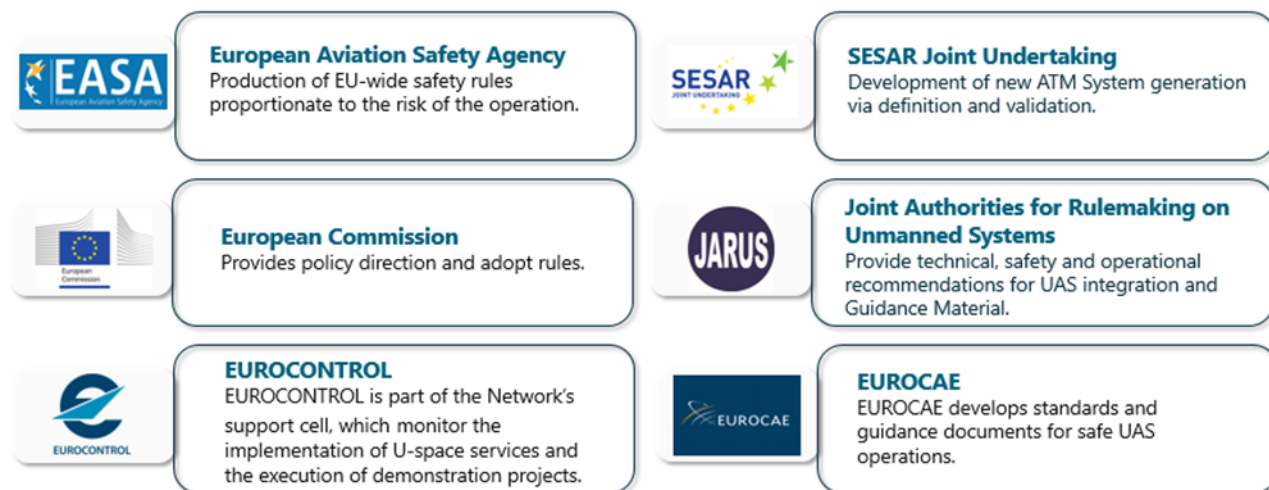 EASA
European Aviation Safety Agency
European Aviation Safety Agency
Production of EU-wide safety rules
proportionate to the risk of the operation.
SESAR
JOINT UNDERTAKING
SESAR Joint Undertaking
Development of new ATM System generation
via definition and validation.
European
Commission
European Commission
Provides policy direction and adopt rules.
JARUS
Joint Authorities for Rulemaking on
Unmanned Systems
Provide technical, safety and operational
recommendations for UAS integration and
Guidance Material.
EUROCONTROL
EUROCONTROL
EUROCONTROL is part of the Network’s
support cell, which monitor the
implementation of U-space services and
the execution of demonstration projects.
EUROCAE
EUROCAE
EUROCAE develops standards and
guidance documents for safe UAS
operations.